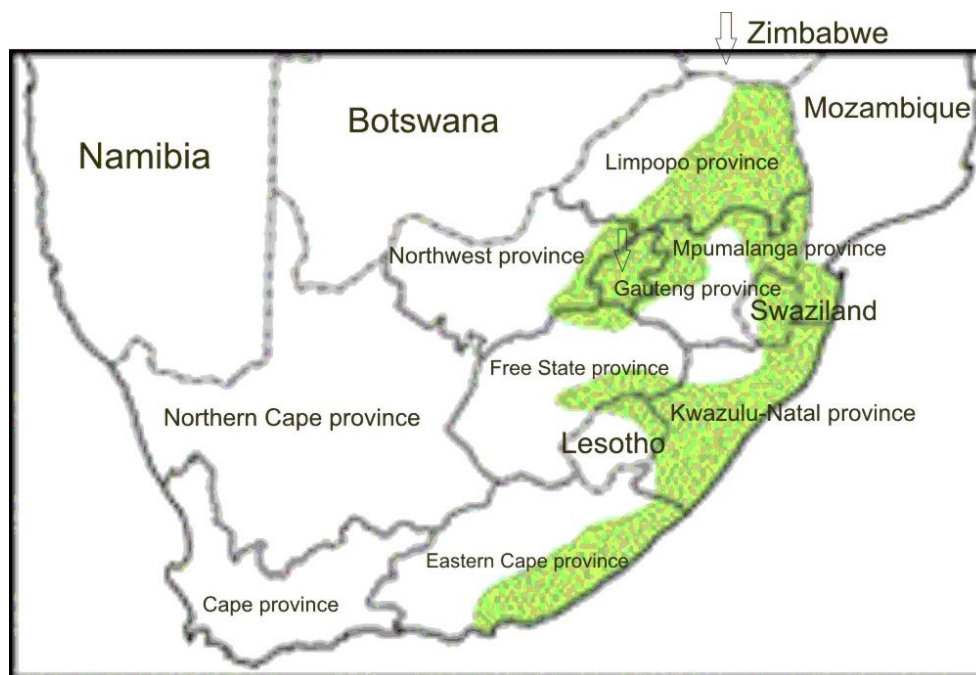 Zimbabwe
Mozambique
Botswana
Namibia
Limpopo province
Northwest province
Mpumalanga province
Gauteng province
Swaziland
Free State province
Northern Cape province
Kwazulu-Natal province
Lesotho
Eastern Cape province
Cape province